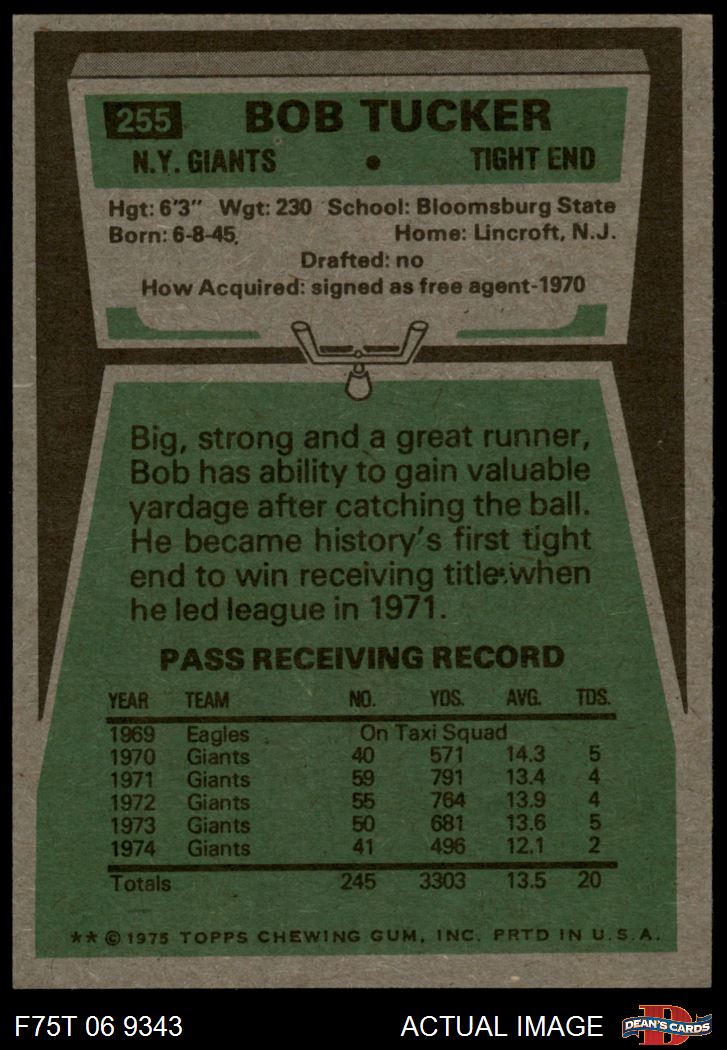 255 BOB TUCKER
N.Y. GIANTS • TIGHT END
Hgt: 6'3" Wgt: 230 School: Bloomsburg State
Born: 6-8-45. Home: Lincroft, N.J.
Drafted: no
How Acquired: signed as free agent-1970
Big, strong and a great runner,
Bob has ability to gain valuable
yardage after catching the ball.
He became history's first tight
end to win receiving title when
he led league in 1971.
PASS RECEIVING RECORD
YEAR TEAM NO. YDS. AVG. TDS.
1969 Eagles On Taxi Squad
1970 Giants 40 571 14.3 5
1971 Giants 59 791 13.4 4
1972 Giants 55 764 13.9 4
1973 Giants 50 681 13.6 5
1974 Giants 41 496 12.1 2
Totals 245 3303 13.5 20
** © 1975 TOPPS CHEWING GUM, INC. PRTD IN U.S.A.
F75T 06 9343 ACTUAL IMAGE D DEAN'S CARDS